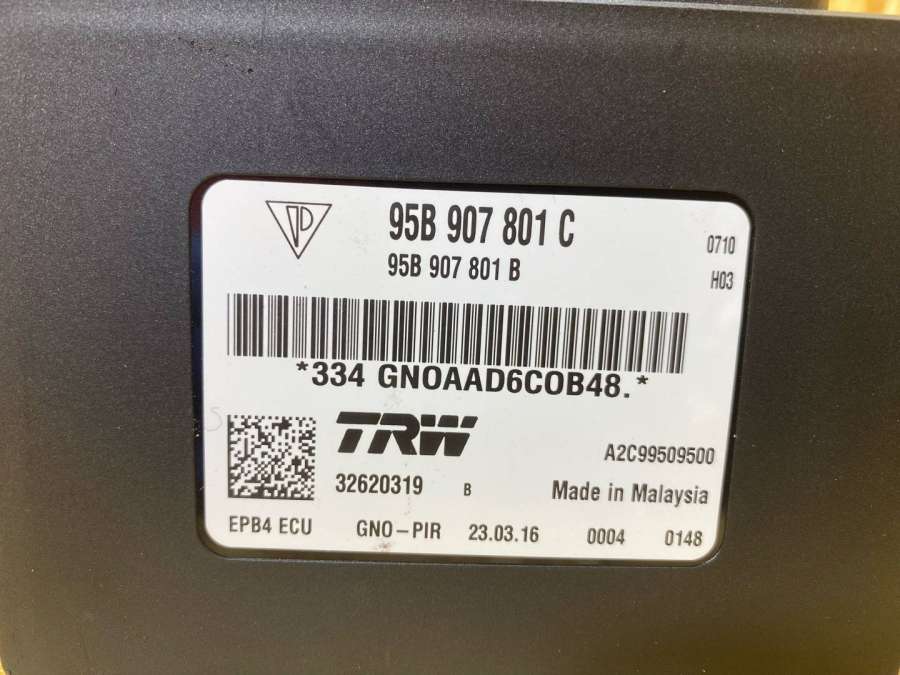 95B 907 801 C
0710
95B 907 801 B
H03
*334 GNOAAD6COB48.*
TRW
A2C99509500
32620319 B
Made in Malaysia
EPB4 ECU GNO-PIR 23.03.16 0004 0148